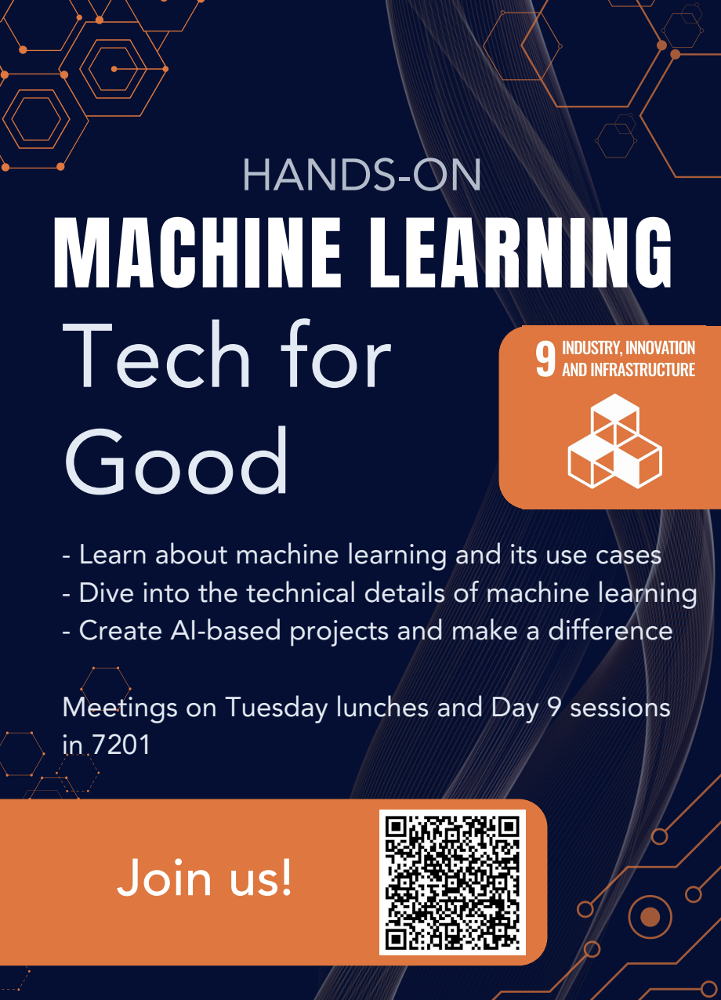 HANDS-ON
MACHINE LEARNING
Tech for
Good
9 INDUSTRY, INNOVATION
AND INFRASTRUCTURE
- Learn about machine learning and its use cases
- Dive into the technical details of machine learning
- Create AI-based projects and make a difference
Meetings on Tuesday lunches and Day 9 sessions
in 7201
Join us!